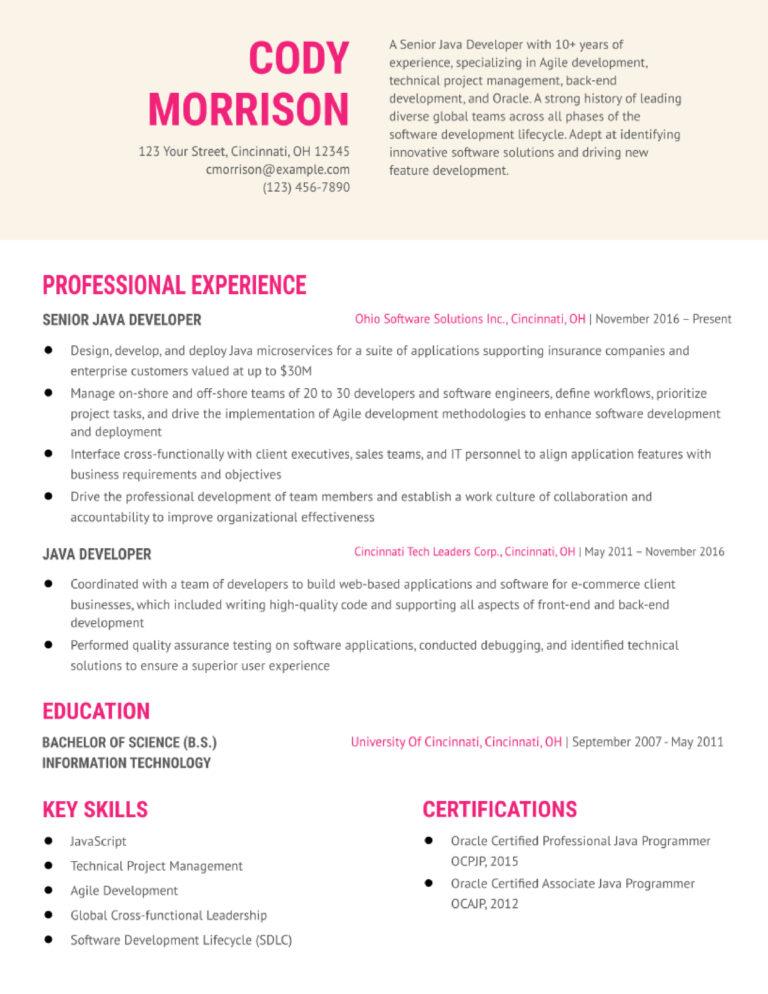 CODY
MORRISON
123 Your Street, Cincinnati, OH 12345
cmorrison@example.com
(123) 456-7890
A Senior Java Developer with 10+ years of
experience, specializing in Agile development,
technical project management, back-end
development, and Oracle. A strong history of leading
diverse global teams across all phases of the
software development lifecycle. Adept at identifying
innovative software solutions and driving new
feature development.
PROFESSIONAL EXPERIENCE
SENIOR JAVA DEVELOPER Ohio Software Solutions Inc., Cincinnati, OH | November 2016 – Present
● Design, develop, and deploy Java microservices for a suite of applications supporting insurance companies and
enterprise customers valued at up to $30M
● Manage on-shore and off-shore teams of 20 to 30 developers and software engineers, define workflows, prioritize
project tasks, and drive the implementation of Agile development methodologies to enhance software development
and deployment
● Interface cross-functionally with client executives, sales teams, and IT personnel to align application features with
business requirements and objectives
● Drive the professional development of team members and establish a work culture of collaboration and
accountability to improve organizational effectiveness
JAVA DEVELOPER Cincinnati Tech Leaders Corp., Cincinnati, OH | May 2011 – November 2016
● Coordinated with a team of developers to build web-based applications and software for e-commerce client
businesses, which included writing high-quality code and supporting all aspects of front-end and back-end
development
● Performed quality assurance testing on software applications, conducted debugging, and identified technical
solutions to ensure a superior user experience
EDUCATION
BACHELOR OF SCIENCE (B.S.) University Of Cincinnati, Cincinnati, OH | September 2007 - May 2011
INFORMATION TECHNOLOGY
KEY SKILLS
● JavaScript
● Technical Project Management
● Agile Development
● Global Cross-functional Leadership
● Software Development Lifecycle (SDLC)
CERTIFICATIONS
● Oracle Certified Professional Java Programmer
OCPJP, 2015
● Oracle Certified Associate Java Programmer
OCAJP, 2012